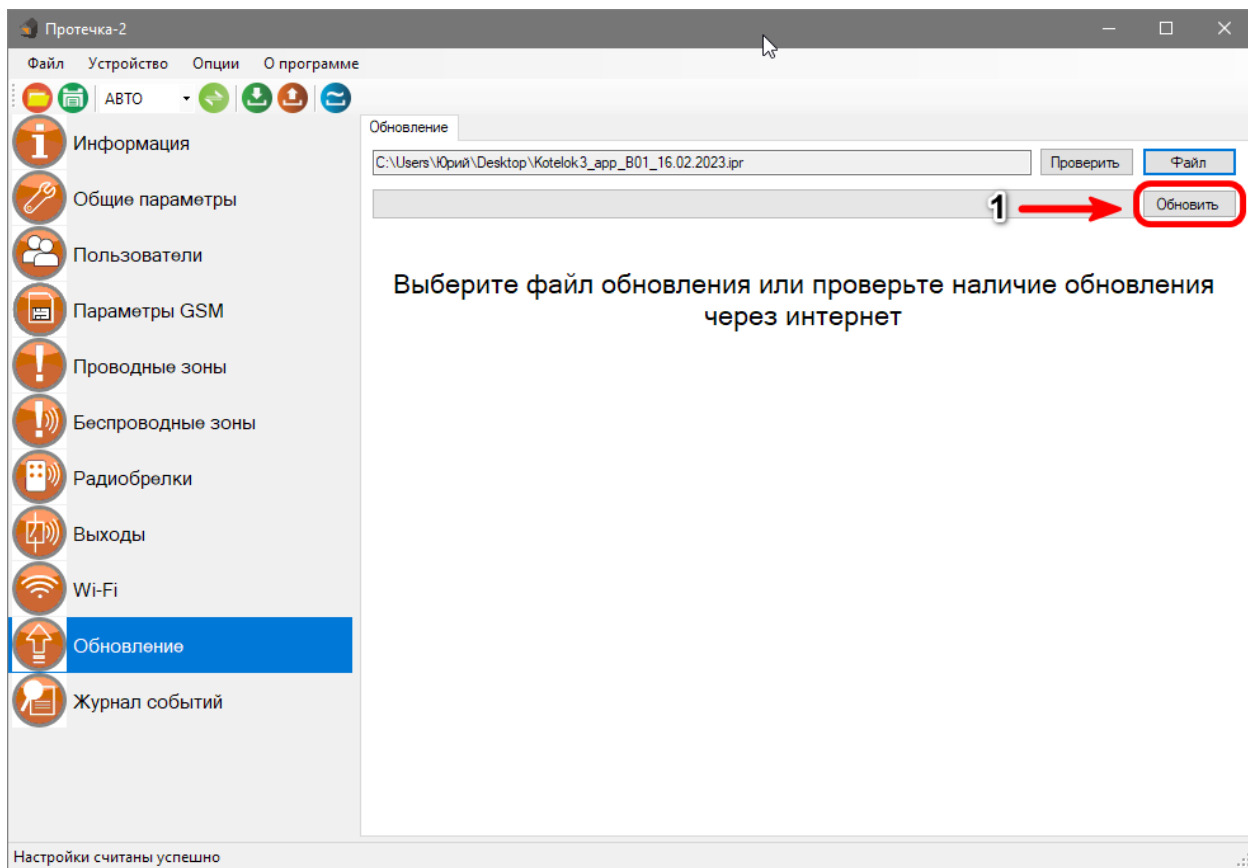 Протечка-2
Файл Устройство Опции О программе
АВТО
Информация
Общие параметры
Пользователи
Параметры GSM
Проводные зоны
Беспроводные зоны
Радиобрелки
Выходы
Wi-Fi
Обновление
Журнал событий
Обновление
C:\Users\Юрий\Desktop\Kotelok3_app_B01_16.02.2023.ipr Проверить Файл
1 Обновить
Выберите файл обновления или проверьте наличие обновления
через интернет
Настройки считаны успешно